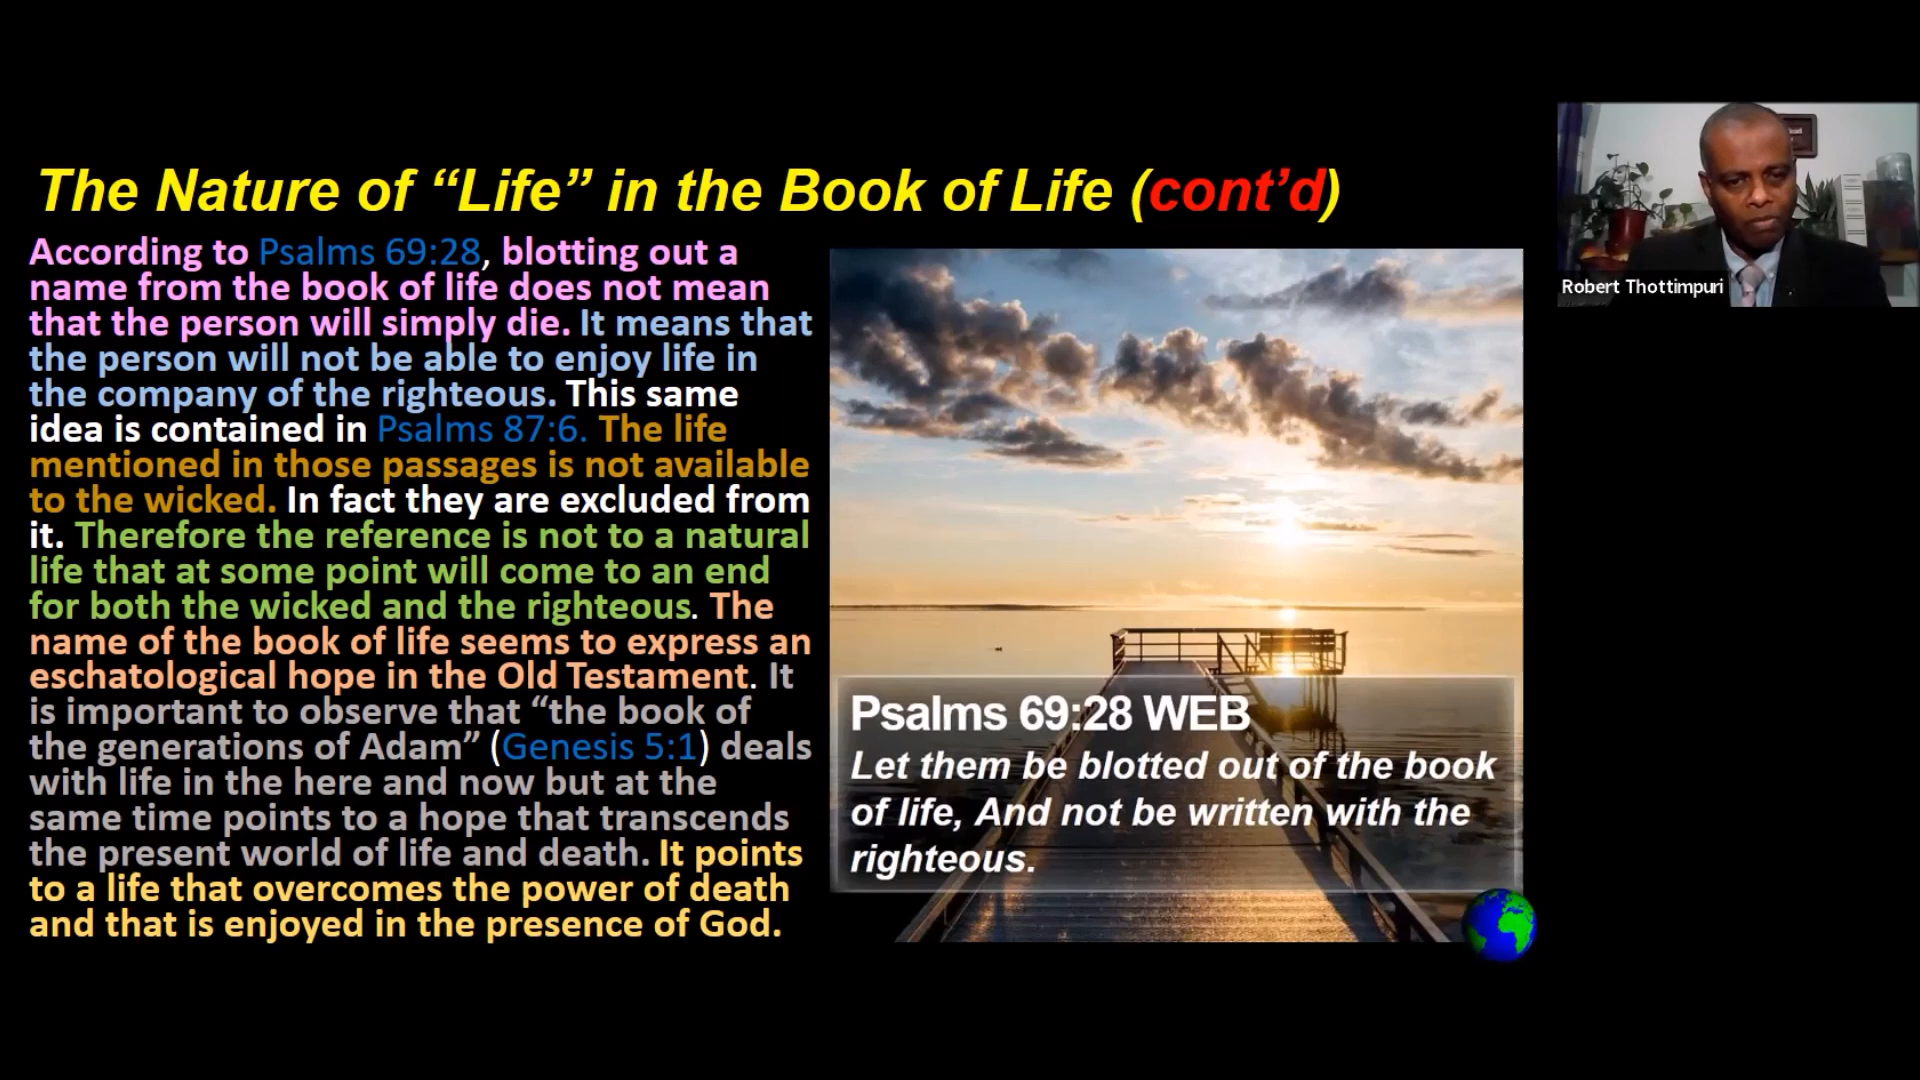 The Nature of “Life” in the Book of Life (cont’d)
According to Psalms 69:28, blotting out a
name from the book of life does not mean
that the person will simply die. It means that
the person will not be able to enjoy life in
the company of the righteous. This same
idea is contained in Psalms 87:6. The life
mentioned in those passages is not available
to the wicked. In fact they are excluded from
it. Therefore the reference is not to a natural
life that at some point will come to an end
for both the wicked and the righteous. The
name of the book of life seems to express an
eschatological hope in the Old Testament. It
is important to observe that “the book of
the generations of Adam” (Genesis 5:1) deals
with life in the here and now but at the
same time points to a hope that transcends
the present world of life and death. It points
to a life that overcomes the power of death
and that is enjoyed in the presence of God.
Psalms 69:28 WEB
Let them be blotted out of the book
of life, And not be written with the
righteous.
Robert Thottimpuri